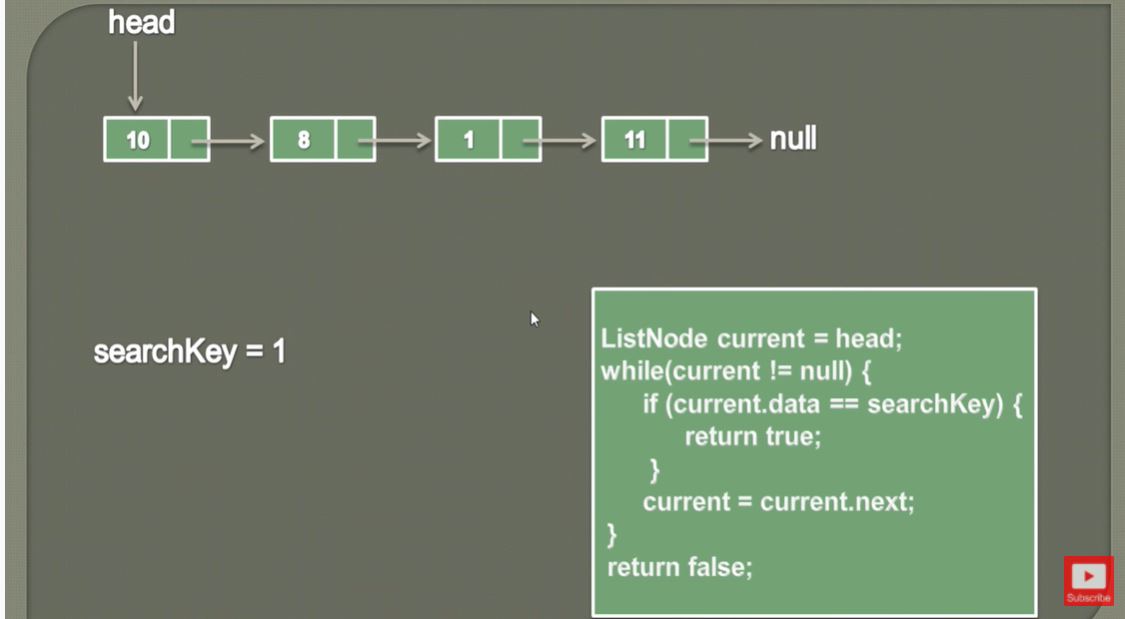 head
10 8 1 11 null
searchKey = 1
ListNode current = head;
while(current != null) {
if (current.data == searchKey) {
return true;
}
current = current.next;
}
return false;
Subscribe